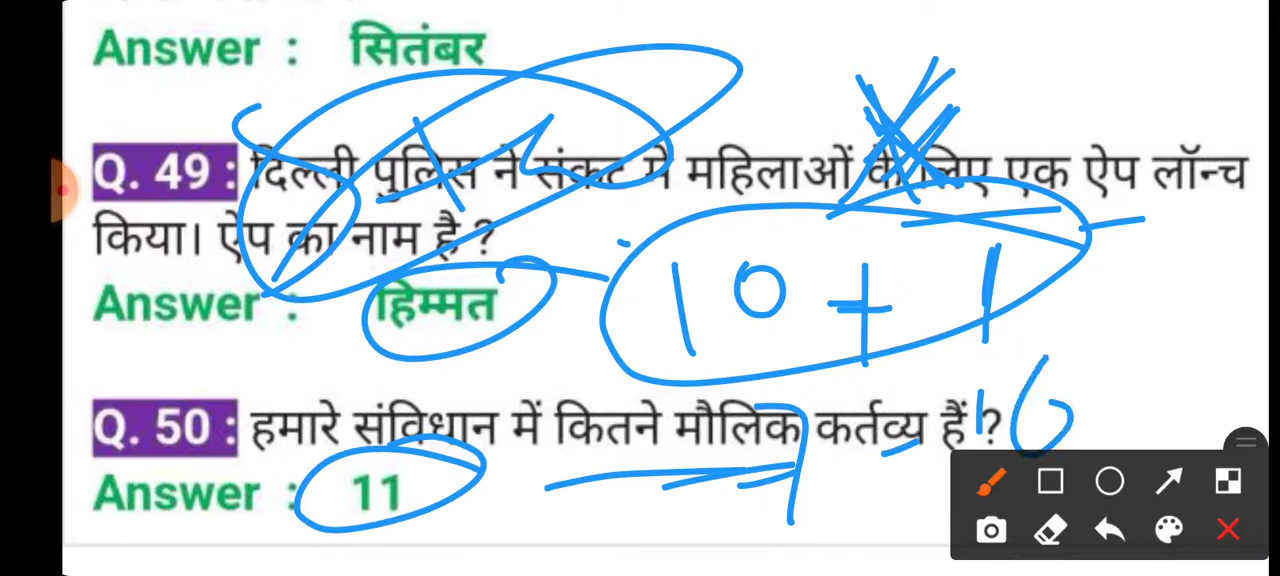 Answer : सितंबर
Q. 49 : दिल्ली पुलिस ने संकट मे महिलाओं के लिए एक ऐप लॉन्च
किया। ऐप का नाम है ?
Answer : हिम्मत
10 + 1
Q. 50 : हमारे संविधान में कितने मौलिक कर्तव्य हैं ?
16
Answer : 11